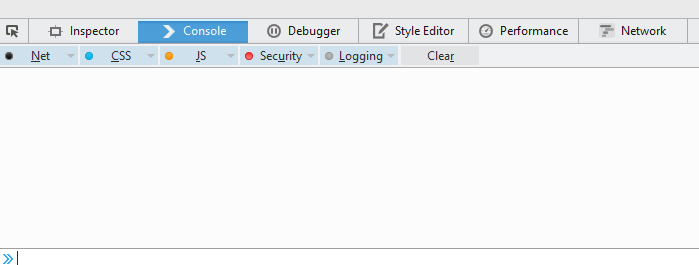 Inspector Console Debugger Style Editor Performance Network
Net CSS JS Security Logging Clear